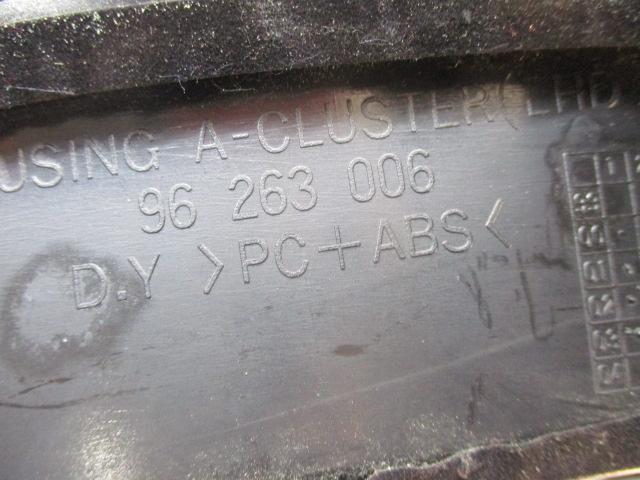 USING A-CLUSTER(LHD
96 263 006
D.Y >PC+ABS<